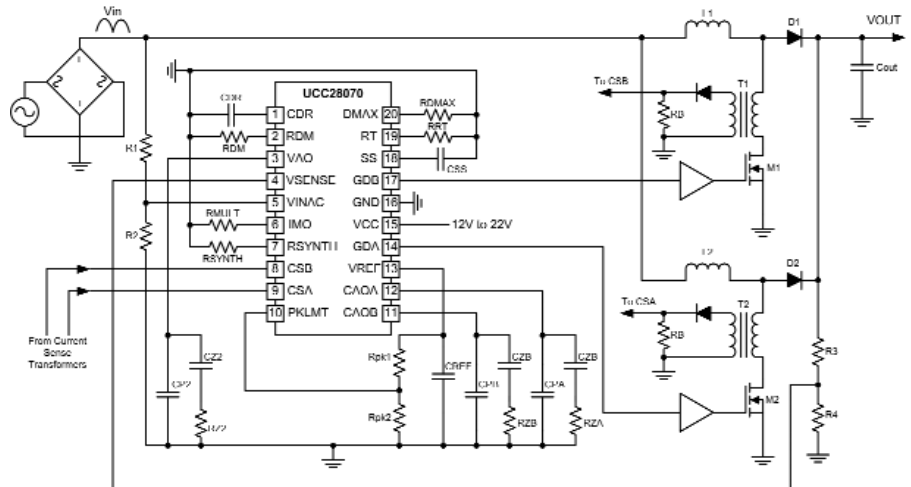 Vin
L1
D1
VOUT
Cout
UCC28070
To CSB
T1
RB
M1
CDR
1 CDR
DMAX 20
RDMAX
2 RDM
RT 19
RRT
RDM
3 VAO
SS 18
CSS
R1
4 VSENSE
GDB 17
5 VINAC
GND 16
R2
RMULT
6 IMO
VCC 15
12V to 22V
7 RSYNTH
GDA 14
RSYNTH
8 CSB
VREF 13
L2
D2
9 CSA
CAOA 12
10 PKLMT
CAOB 11
To CSA
T2
RB
From Current
Sense
Transformers
CZ2
CP2
RZ2
Rpk1
Rpk2
CREF
CZB
CPB
RZB
CZB
CPA
RZA
M2
R3
R4